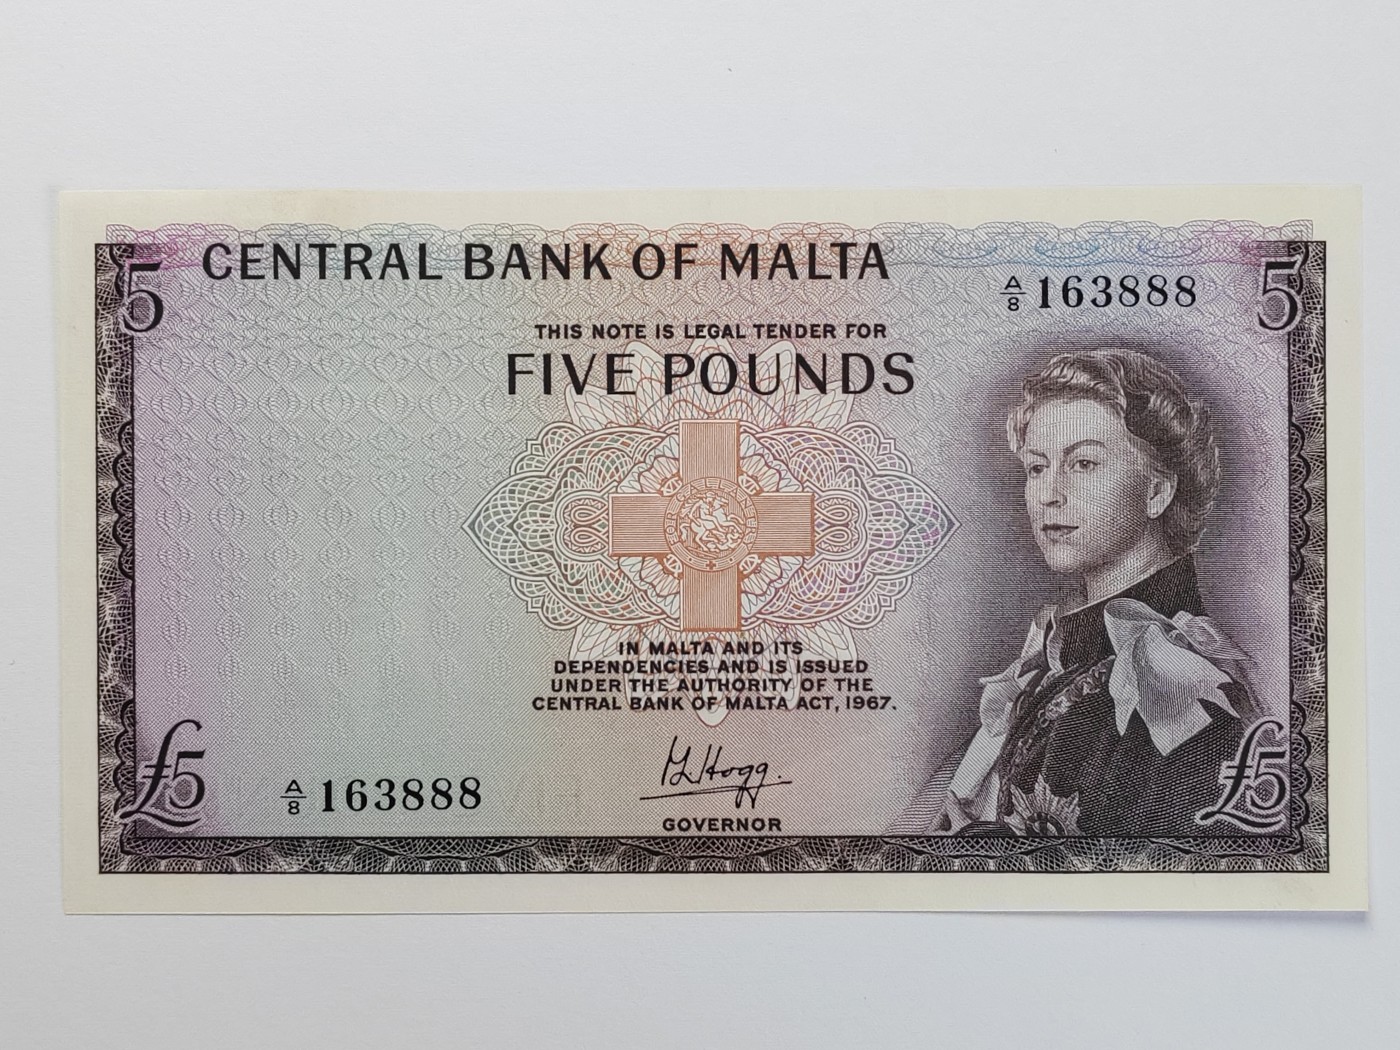 5 CENTRAL BANK OF MALTA 5
A/8 163888
THIS NOTE IS LEGAL TENDER FOR
FIVE POUNDS
IN MALTA AND ITS
DEPENDENCIES AND IS ISSUED
UNDER THE AUTHORITY OF THE
CENTRAL BANK OF MALTA ACT, 1967.
£5 A/8 163888 £5
GOVERNOR